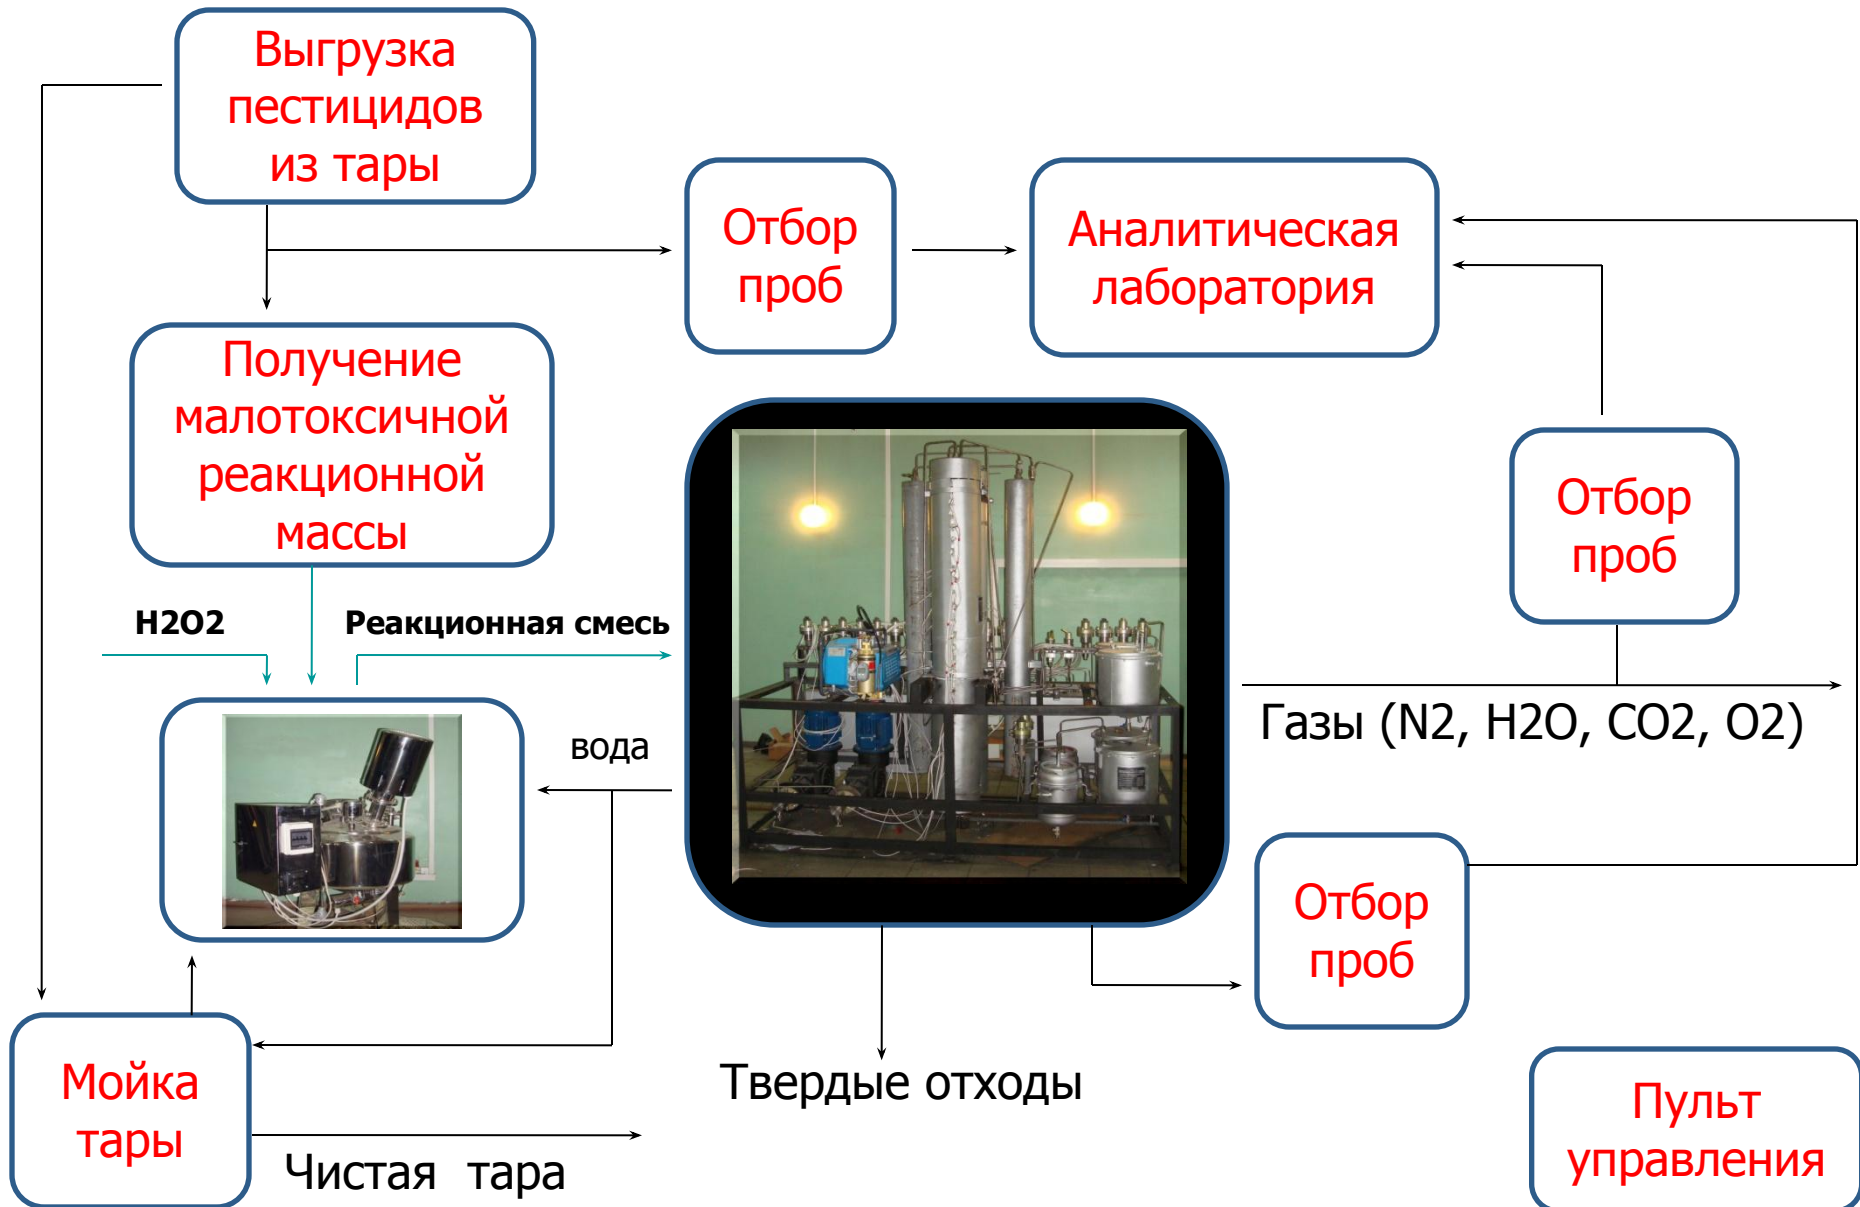 Выгрузка
пестицидов
из тары
Отбор
проб
Аналитическая
лаборатория
Получение
малотоксичной
реакционной
массы
Отбор
проб
H2O2
Реакционная смесь
вода
Газы (N2, H2O, CO2, O2)
Отбор
проб
Мойка
тары
Твердые отходы
Чистая тара
Пульт
управления